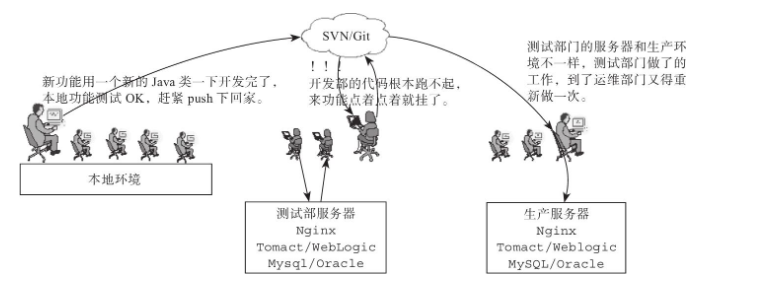 SVN/Git
新功能用一个新的 Java 类一下开发完了，
本地功能测试 OK，赶紧 push 下回家。
！！！
开发部的代码根本跑不起，
来功能点着点着就挂了。
测试部门的服务器和生产环
境不一样，测试部门做了的
工作，到了运维部门又得重
新做一次。
本地环境
测试部服务器
Nginx
Tomact/WebLogic
Mysql/Oracle
生产服务器
Nginx
Tomact/Weblogic
MySQL/Oracle